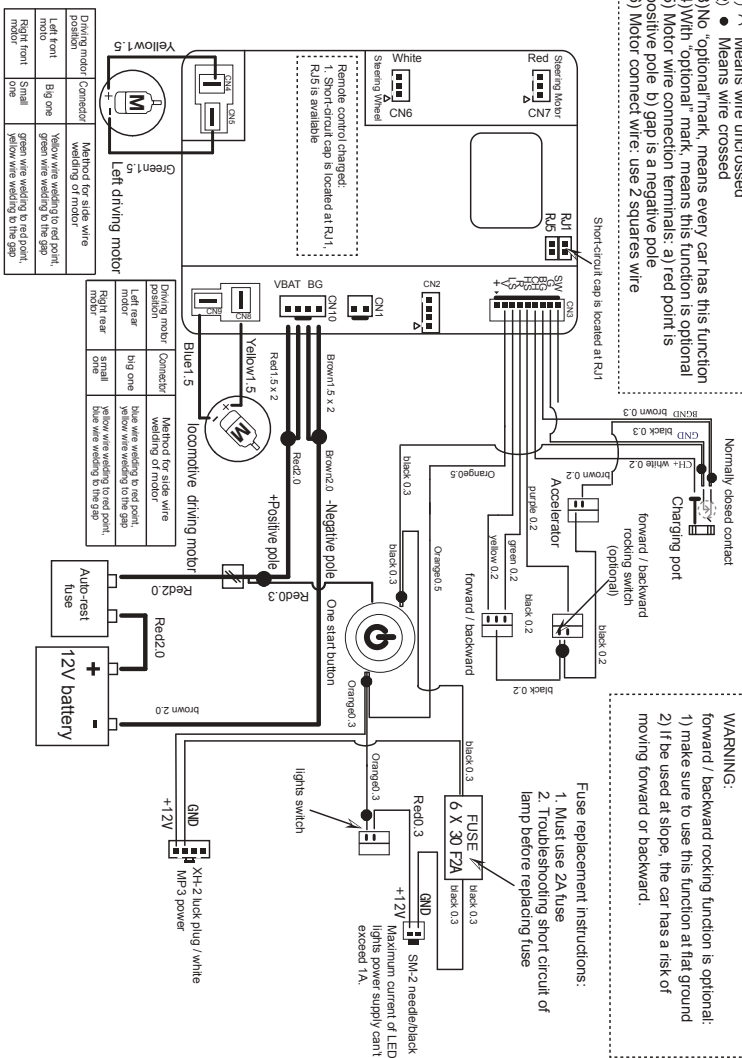 1) "X" Means wire uncrossed
2) ● Means wire crossed
3)No "optional"mark, means every car has this function
4)With "optional" mark, means this function is optional
5) Motor wire connection terminals: a) red point is
positive pole b) gap is a negative pole
6) Motor connect wire: use 2 squares wire
WARNING:
forward / backward rocking function is optional:
1) make sure to use this function at flat ground
2) If be used at slope, the car has a risk of
moving forward or backward.
Short-circuit cap is located at RJ1
Normally closed contact
Charging port
BGND brown 0.3
GND black 0.3
CH+ white 0.2
Red
Steering Motor
CN7
White
Steering Wheel
CN6
RJ1
RJ5
Remote control charged:
1. Short-circuit cap is located at RJ1,
RJ5 is available
SW
G
BG
CH
HS
R
LS
V
+
CN3
CN2
CN1
CN10
VBAT BG
CN8
CN9
CN4
CN5
Yellow1.5
Green1.5
M
+
-
Left driving motor
Driving motor
position
Connector
Method for side wire
welding of motor
Left front
moto
Big one
Yellow wire welding to red point,
green wire welding to the gap
Right front
motor
Small
one
green wire welding to red point,
yellow wire welding to the gap
Yellow1.5
Blue1.5
M
+
-
locomotive driving motor
Driving motor
position
Connector
Method for side wire
welding of motor
Left rear
motor
big one
blue wire welding to red point,
yellow wire welding to the gap
Right rear
motor
small
one
yellow wire welding to red point,
blue wire welding to the gap
brown 0.2
Accelerator
forward / backward
rocking switch
(optional)
black 0.2
purple 0.2
black 0.2
green 0.2
yellow 0.2
forward / backward
black 0.2
Orange0.5
Orange0.5
black 0.3
black 0.3
Brown1.5 x 2
Red1.5 x 2
Brown2.0
-Negative pole
Red2.0
+Positive pole
Red0.3
Red2.0
One start button
Orange0.3
Auto-rest
fuse
Red2.0
+ -
12V battery
brown 2.0
black 0.3
FUSE
6 X 30 F2A
black 0.3
black 0.3
Fuse replacement instructions:
1. Must use 2A fuse
2. Troubleshooting short circuit of
lamp before replacing fuse
Orange0.3
lights switch
Red0.3
GND
+12V
SM-2 needle/black
Maximum current of LED
lights power supply can't
exceed 1A.
GND
+12V
XH-2 luck plug / white
MP3 power